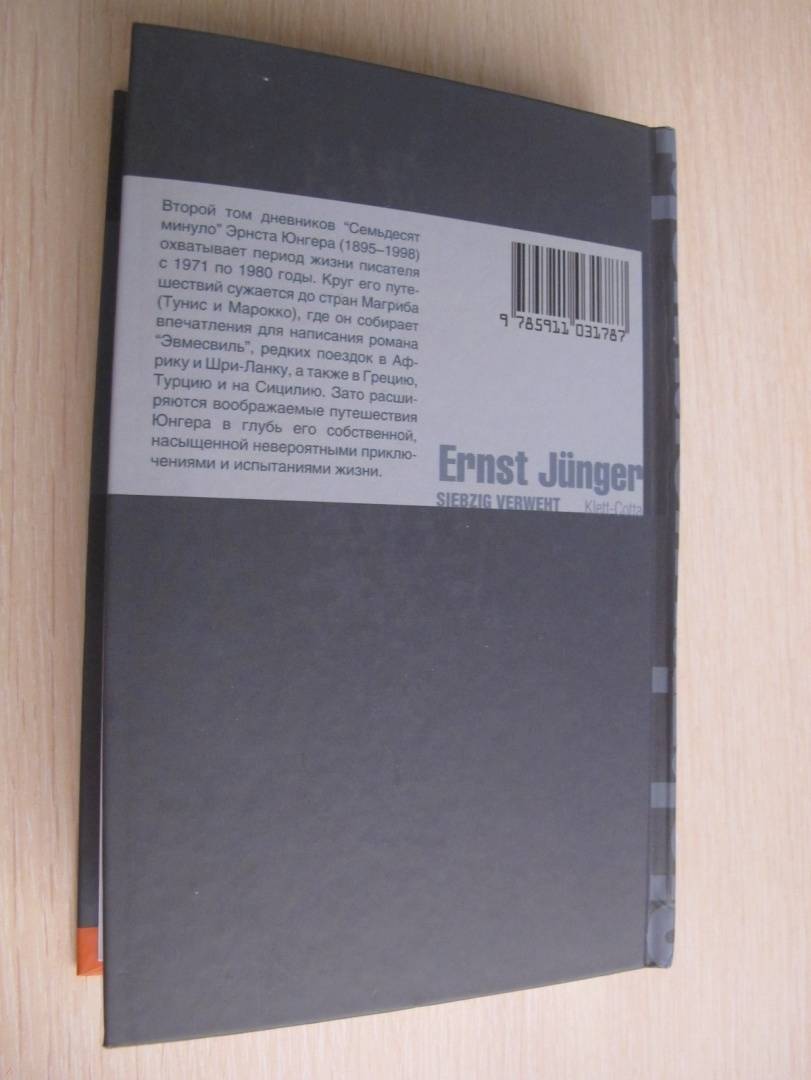 Второй том дневников "Семьдесят
минуло" Эрнста Юнгера (1895–1998)
охватывает период жизни писателя
с 1971 по 1980 годы. Круг его путе-
шествий сужается до стран Магриба
(Тунис и Марокко), где он собирает
впечатления для написания романа
"Эвмесвиль", редких поездок в Аф-
рику и Шри-Ланку, а также в Грецию,
Турцию и на Сицилию. Зато расши-
ряются воображаемые путешествия
Юнгера в глубь его собственной,
насыщенной невероятными приклю-
чениями и испытаниями жизни.
9 785911 031787
Ernst Jünger
SIEBZIG VERWEHT Klett-Cotta